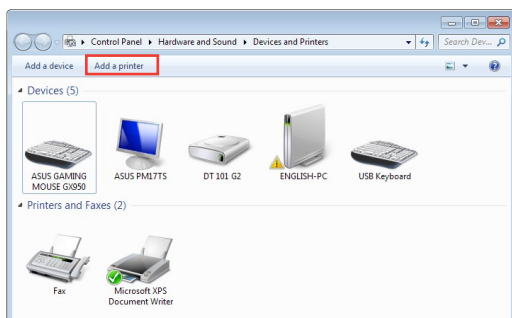 Control Panel Hardware and Sound Devices and Printers
Search Dev...
Add a device Add a printer
Devices (5)
ASUS GAMING MOUSE GX950
ASUS PM17TS
DT 101 G2
ENGLISH-PC
USB Keyboard
Printers and Faxes (2)
Fax
Microsoft XPS
Document Writer